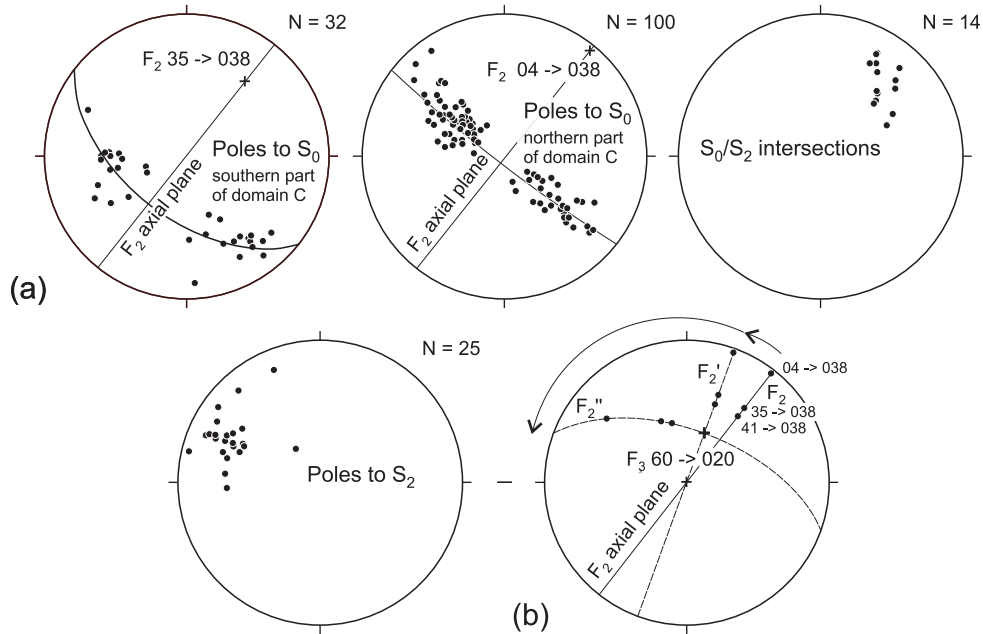 N = 32
F₂ 35 -> 038
Poles to S₀
southern part
of domain C
F₂ axial plane
(a)
N = 100
F₂ 04 -> 038
Poles to S₀
northern part
of domain C
F₂ axial plane
N = 14
S₀/S₂ intersections
N = 25
Poles to S₂
F₂'
F₂"
F₂
04 -> 038
35 -> 038
41 -> 038
F₃ 60 -> 020
F₂ axial plane
(b)